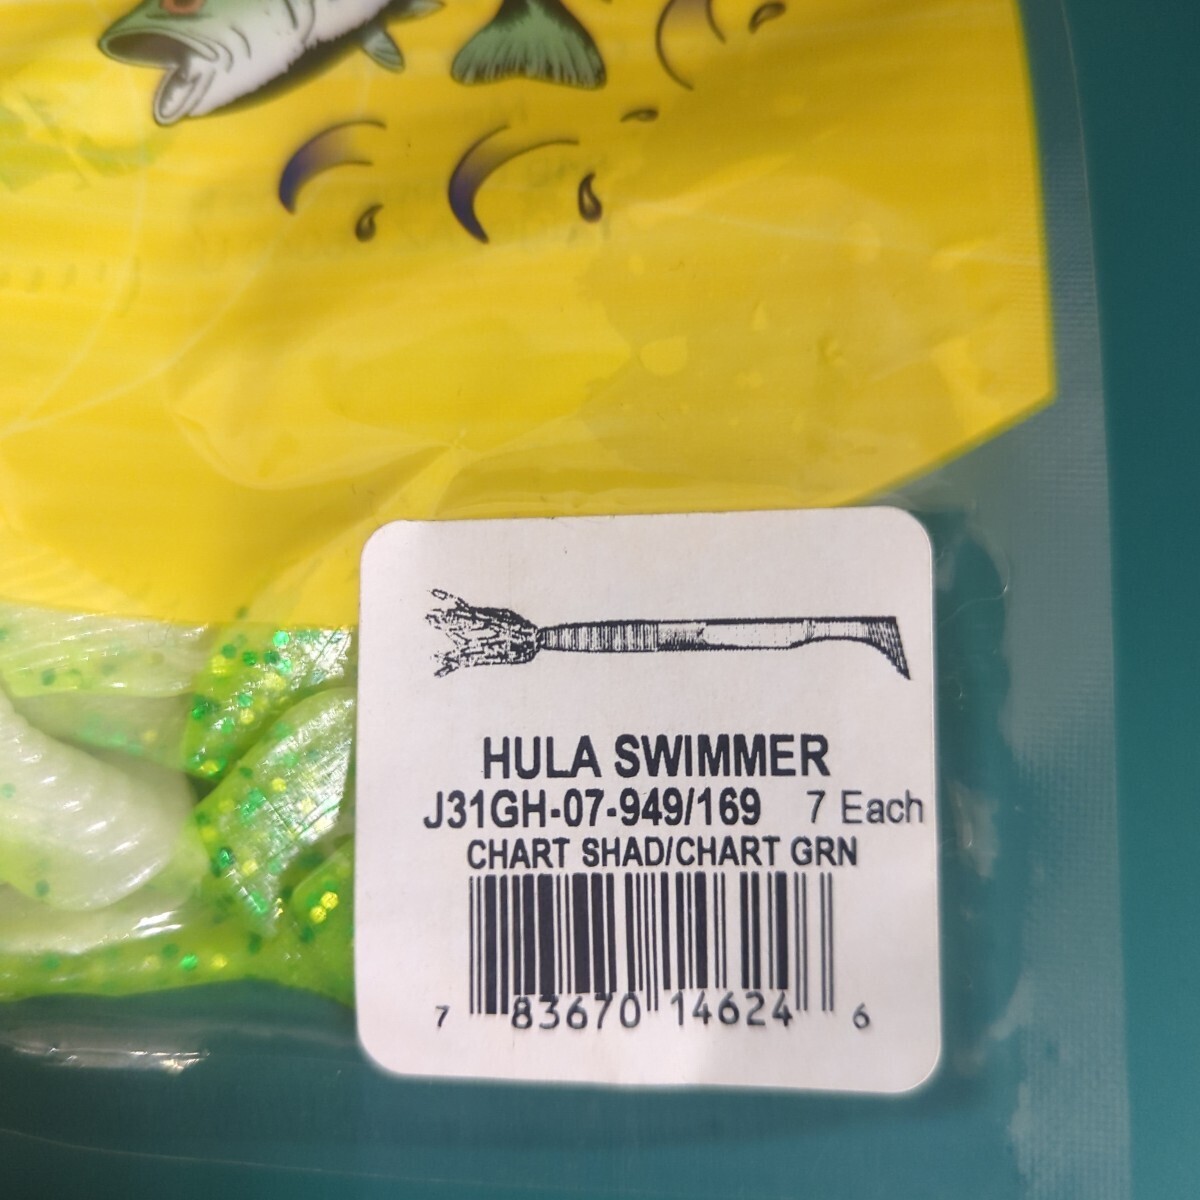 HULA SWIMMER
J31GH-07-949/169 7 Each
CHART SHAD/CHART GRN
7 83670 14624 6